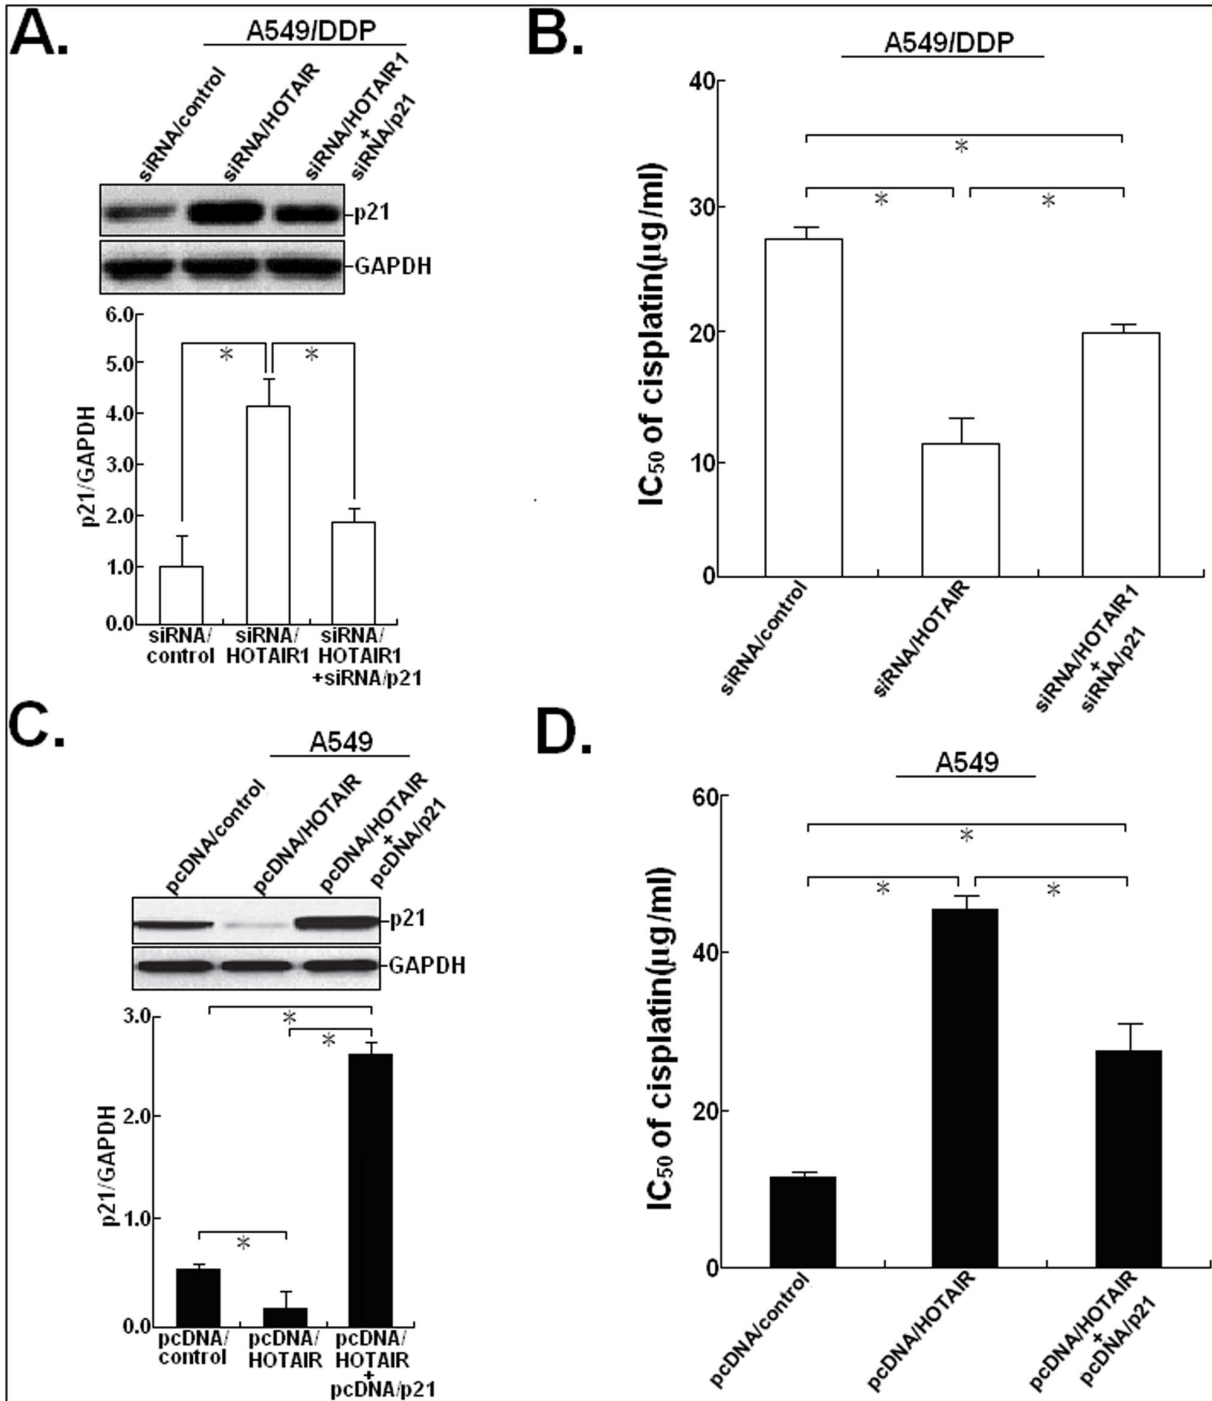 A.
A549/DDP
siRNA/control
siRNA/HOTAIR
siRNA/HOTAIR1
+
siRNA/p21
p21
GAPDH
p21/GAPDH
6.0
5.0
4.0
3.0
2.0
1.0
0.0
*
*
siRNA/
control
siRNA/
HOTAIR1
siRNA/
HOTAIR1
+siRNA/p21
B.
A549/DDP
IC50 of cisplatin(µg/ml)
40
30
20
10
0
*
*
*
siRNA/control
siRNA/HOTAIR
siRNA/HOTAIR1
+
siRNA/p21
C.
A549
pcDNA/control
pcDNA/HOTAIR
pcDNA/HOTAIR
+
pcDNA/p21
p21
GAPDH
p21/GAPDH
3.0
2.0
1.0
0.0
*
*
*
pcDNA/
control
pcDNA/
HOTAIR
pcDNA/
HOTAIR
+
pcDNA/p21
D.
A549
IC50 of cisplatin(µg/ml)
60
40
20
0
*
*
*
pcDNA/control
pcDNA/HOTAIR
pcDNA/HOTAIR
+
pcDNA/p21